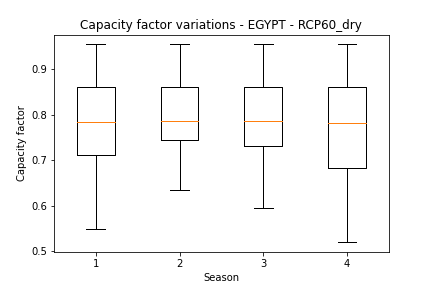 Capacity factor variations - EGYPT - RCP60_dry
Capacity factor
0.9
0.8
0.7
0.6
0.5
1 2 3 4
Season